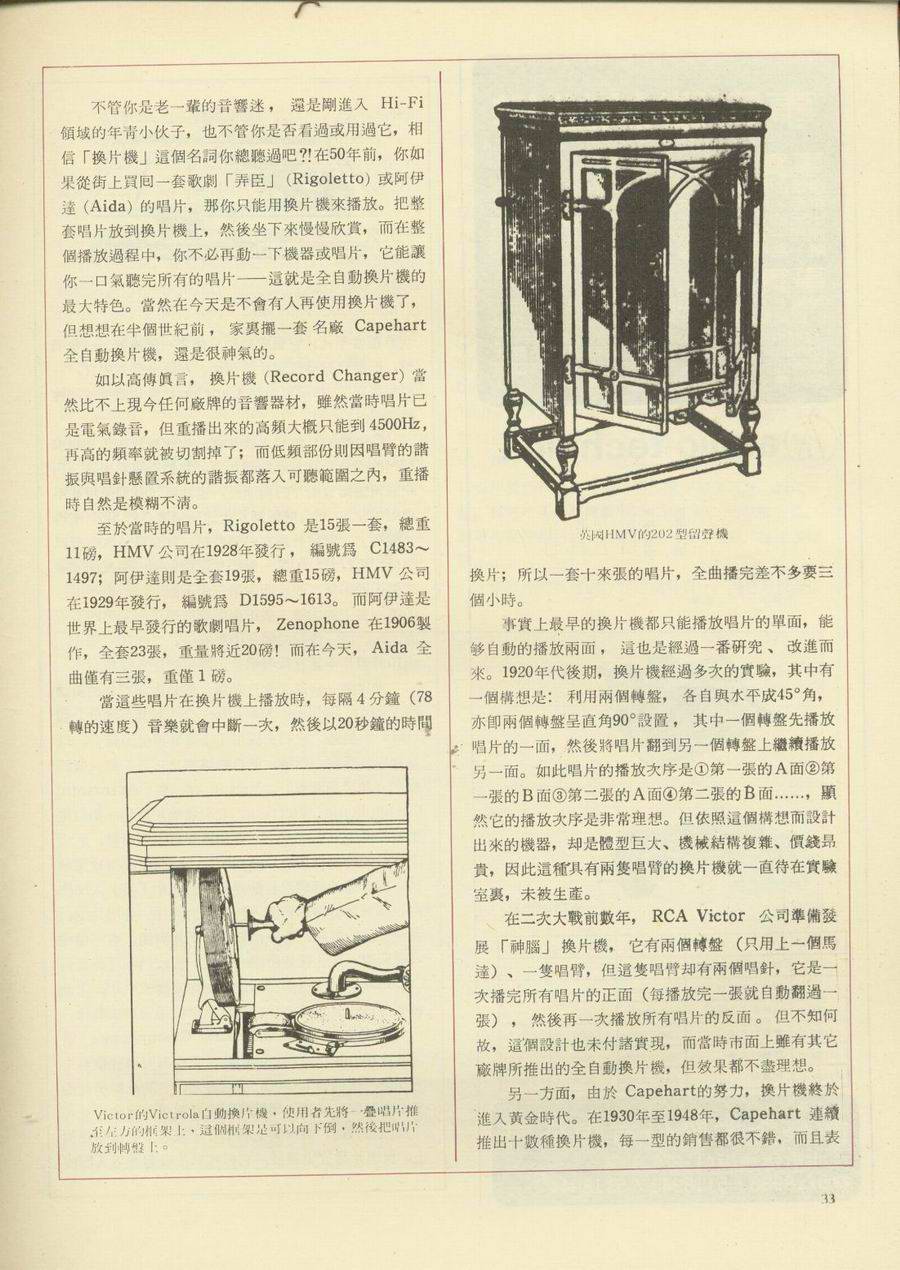 不管你是老一輩的音響迷，還是剛進入 Hi-Fi
領域的年青小伙子，也不管你是否看過或用過它，相
信「換片機」這個名詞你總聽過吧?!在50年前，你如
果從街上買囘一套歌劇「弄臣」(Rigoletto) 或阿伊
達 (Aida) 的唱片，那你只能用換片機來播放。把整
套唱片放到換片機上，然後坐下來慢慢欣賞，而在整
個播放過程中，你不必再動一下機器或唱片，它能讓
你一口氣聽完所有的唱片——這就是全自動換片機的
最大特色。當然在今天是不會有人再使用換片機了，
但想想在半個世紀前，家裏擺一套名廠 Capehart
全自動換片機，還是很神氣的。
如以高傳眞言，換片機 (Record Changer) 當
然比不上現今任何廠牌的音響器材，雖然當時唱片已
是電氣錄音，但重播出來的高頻大概只能到 4500Hz，
再高的頻率就被切割掉了；而低頻部份則因唱臂的諧
振與唱針懸置系統的諧振都落入可聽範圍之內，重播
時自然是模糊不清。
至於當時的唱片，Rigoletto 是15張一套，總重
11磅，HMV 公司在1928年發行，編號爲 C1483～
1497；阿伊達則是全套19張，總重15磅，HMV 公司
在1929年發行，編號爲 D1595～1613。而阿伊達是
世界上最早發行的歌劇唱片，Zenophone 在1906製
作，全套23張，重量將近20磅！而在今天，Aida 全
曲僅有三張，重僅 1 磅。
當這些唱片在換片機上播放時，每隔 4 分鐘（78
轉的速度）音樂就會中斷一次，然後以20秒鐘的時間
Victor的Victrola自動換片機，使用者先將一疊唱片推
至左方的框架上，這個框架是可以向下倒，然後把唱片
放到轉盤上。
英國HMV的202型留聲機
換片；所以一套十來張的唱片，全曲播完差不多要三
個小時。
事實上最早的換片機都只能播放唱片的單面，能
够自動的播放兩面，這也是經過一番研究、改進而
來。1920年代後期，換片機經過多次的實驗，其中有
一個構想是：利用兩個轉盤，各自與水平成45°角，
亦卽兩個轉盤呈直角90°設置，其中一個轉盤先播放
唱片的一面，然後將唱片翻到另一個轉盤上繼續播放
另一面。如此唱片的播放次序是①第一張的A面②第
一張的B面③第二張的A面④第二張的B面……，顯
然它的播放次序是非常理想。但依照這個構想而設計
出來的機器，却是體型巨大、機械結構複雜、價錢昂
貴，因此這種具有兩隻唱臂的換片機就一直待在實驗
室裏，未被生產。
在二次大戰前數年，RCA Victor 公司準備發
展「神腦」換片機，它有兩個轉盤（只用上一個馬
達）、一隻唱臂，但這隻唱臂却有兩個唱針，它是一
次播完所有唱片的正面（每播放完一張就自動翻過一
張），然後再一次播放所有唱片的反面。但不知何
故，這個設計也未付諸實現，而當時市面上雖有其它
廠牌所推出的全自動換片機，但效果都不盡理想。
另一方面，由於 Capehart的努力，換片機終於
進入黃金時代。在1930年至1948年，Capehart 連續
推出十數種換片機，每一型的銷售都很不錯，而且表
33